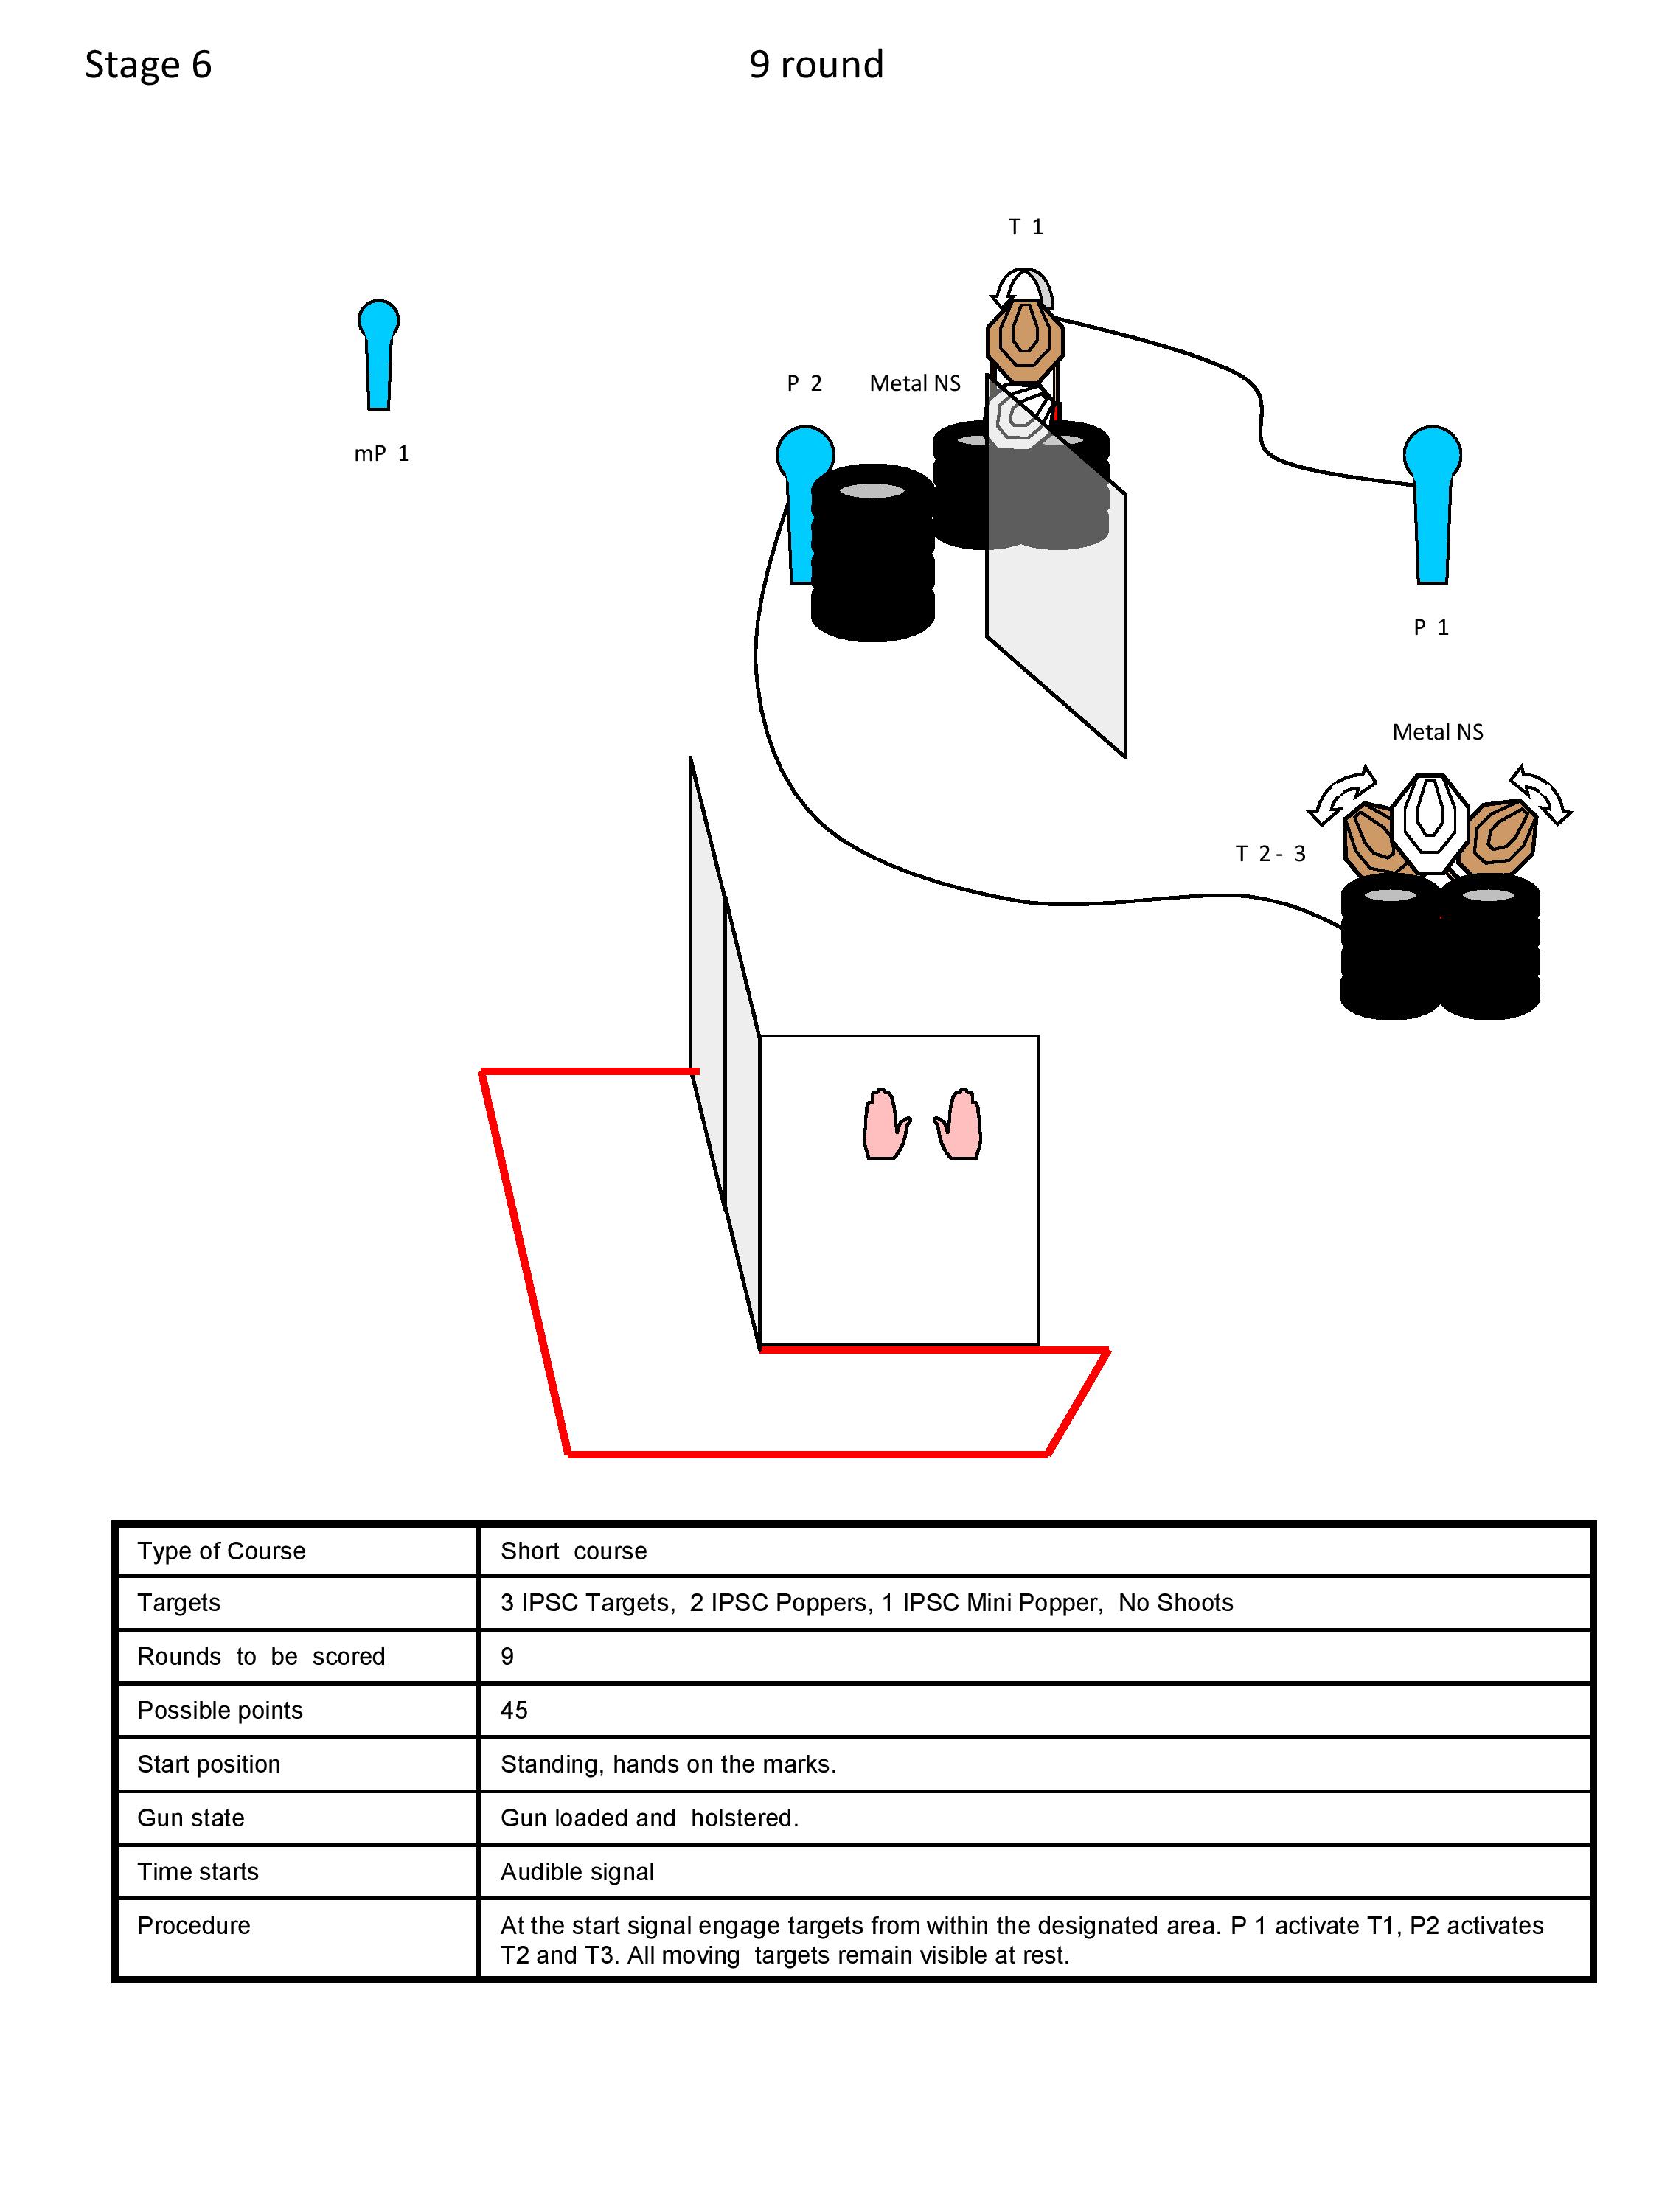 Stage 6 9 round
T 1
P 2 Metal NS
mP 1
P 1
Metal NS
T 2 - 3
Type of Course Short course
Targets 3 IPSC Targets, 2 IPSC Poppers, 1 IPSC Mini Popper, No Shoots
Rounds to be scored 9
Possible points 45
Start position Standing, hands on the marks.
Gun state Gun loaded and holstered.
Time starts Audible signal
Procedure At the start signal engage targets from within the designated area. P 1 activate T1, P2 activates
T2 and T3. All moving targets remain visible at rest.